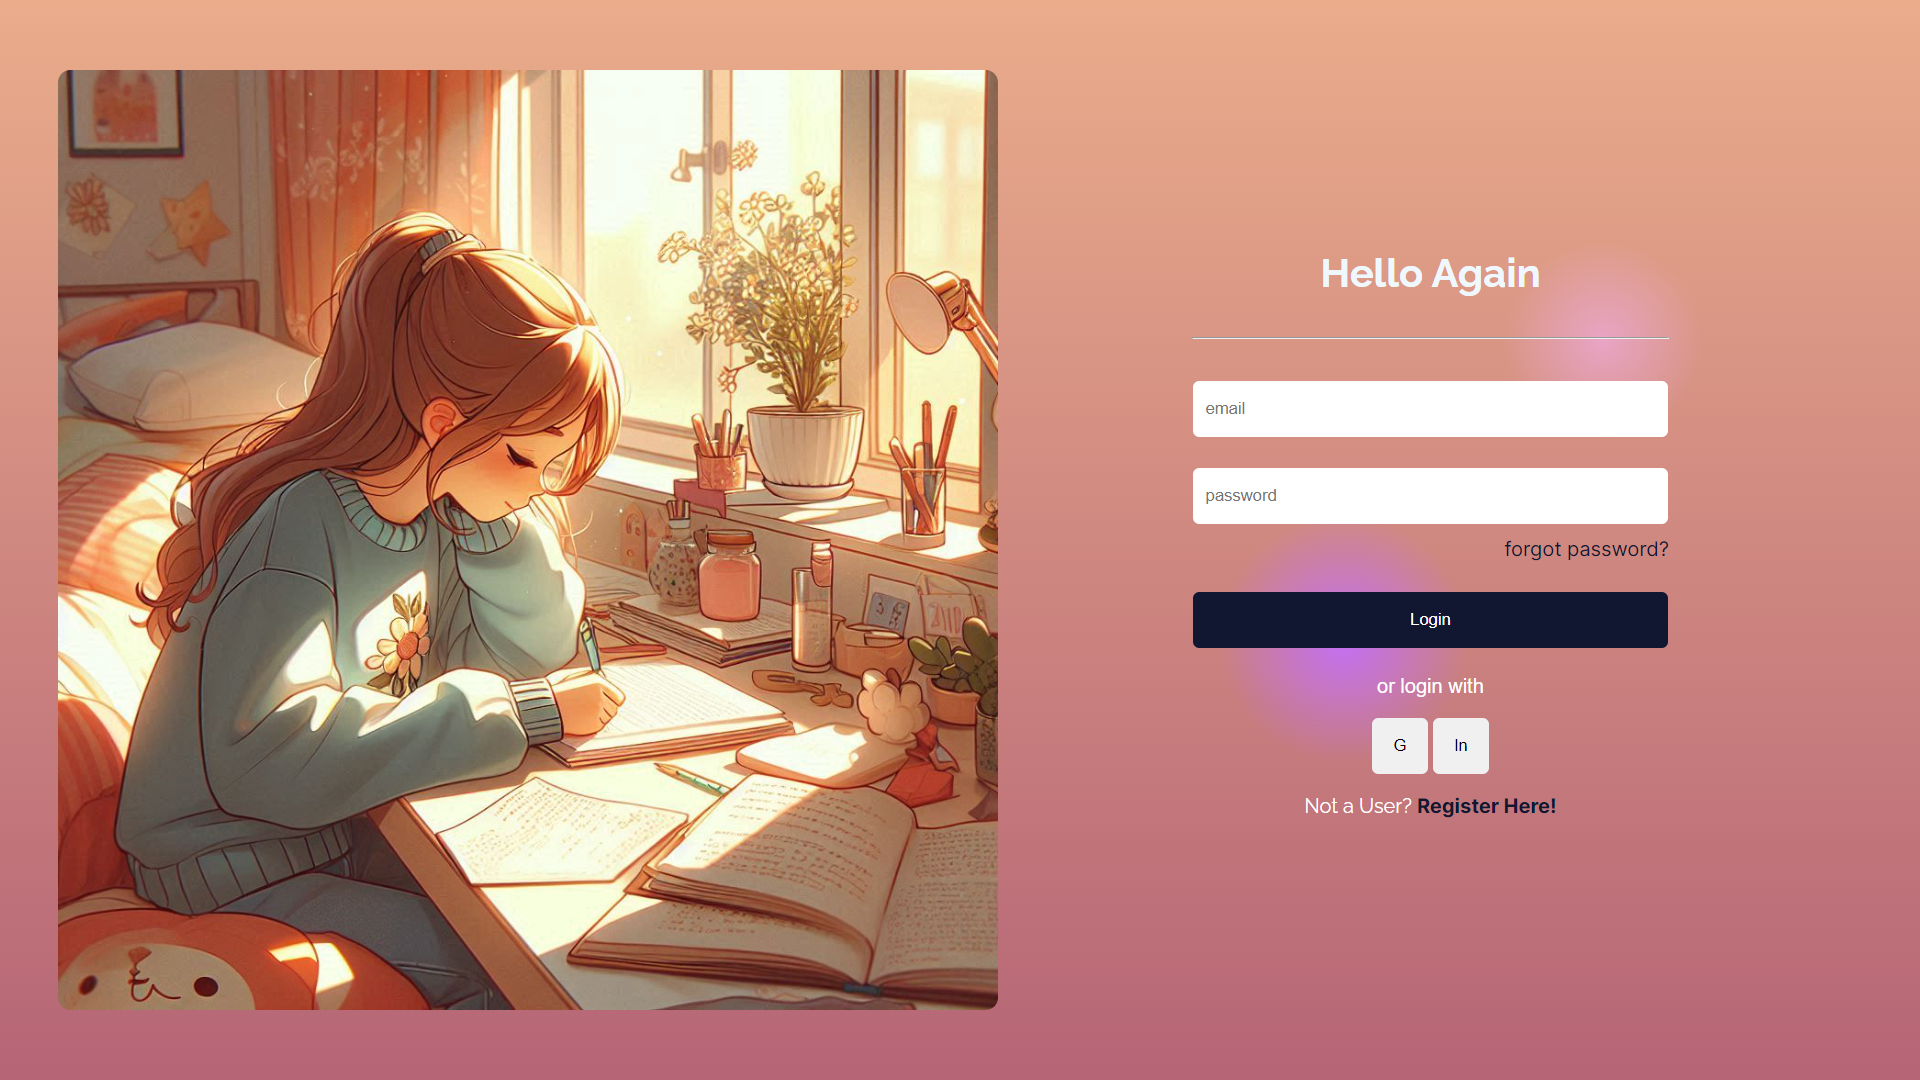 Hello Again
email
password
forgot password?
Login
or login with
G In
Not a User? Register Here!